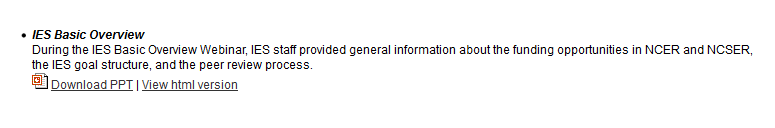 • IES Basic Overview
During the IES Basic Overview Webinar, IES staff provided general information about the funding opportunities in NCER and NCSER,
the IES goal structure, and the peer review process.
Download PPT | View html version